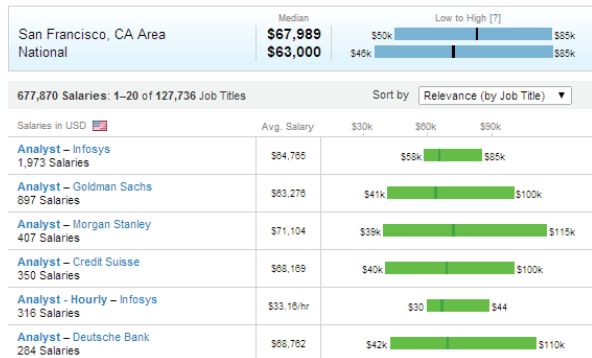 Median Low to High [?]
San Francisco, CA Area $67,989 $50k $85k
National $63,000 $46k $85k
677,870 Salaries: 1–20 of 127,736 Job Titles Sort by Relevance (by Job Title) ▼
Salaries in USD Avg. Salary $30k $60k $90k
Analyst – Infosys
1,973 Salaries $64,765 $58k $85k
Analyst – Goldman Sachs
897 Salaries $63,276 $41k $100k
Analyst – Morgan Stanley
407 Salaries $71,104 $39k $115k
Analyst – Credit Suisse
350 Salaries $68,169 $40k $100k
Analyst - Hourly – Infosys
316 Salaries $33.16/hr $30 $44
Analyst – Deutsche Bank
284 Salaries $68,762 $42k $110k